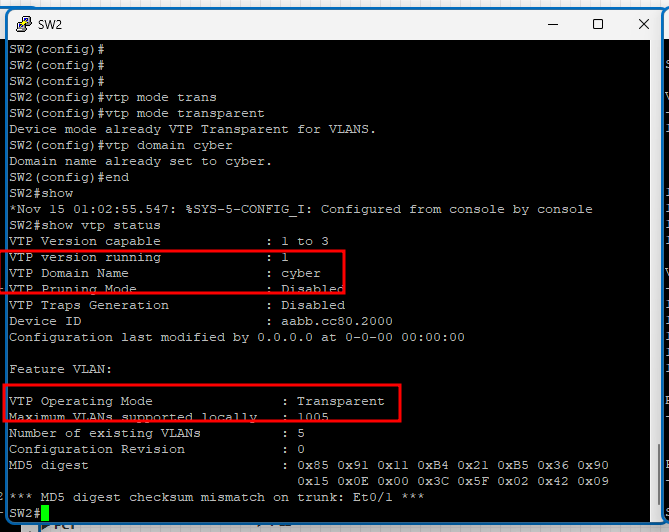 SW2
SW2(config)#
SW2(config)#
SW2(config)#
SW2(config)#vtp mode trans
SW2(config)#vtp mode transparent
Device mode already VTP Transparent for VLANS.
SW2(config)#vtp domain cyber
Domain name already set to cyber.
SW2(config)#end
SW2#show
*Nov 15 01:02:55.547: %SYS-5-CONFIG_I: Configured from console by console
SW2#show vtp status
VTP Version capable : 1 to 3
VTP version running : 1
VTP Domain Name : cyber
VTP Pruning Mode : Disabled
VTP Traps Generation : Disabled
Device ID : aabb.cc80.2000
Configuration last modified by 0.0.0.0 at 0-0-00 00:00:00
Feature VLAN:
VTP Operating Mode : Transparent
Maximum VLANs supported locally : 1005
Number of existing VLANs : 5
Configuration Revision : 0
MD5 digest : 0x85 0x91 0x11 0xB4 0x21 0xB5 0x36 0x90
0x15 0x0E 0x00 0x3C 0x5F 0x02 0x42 0x09
*** MD5 digest checksum mismatch on trunk: Et0/1 ***
SW2#